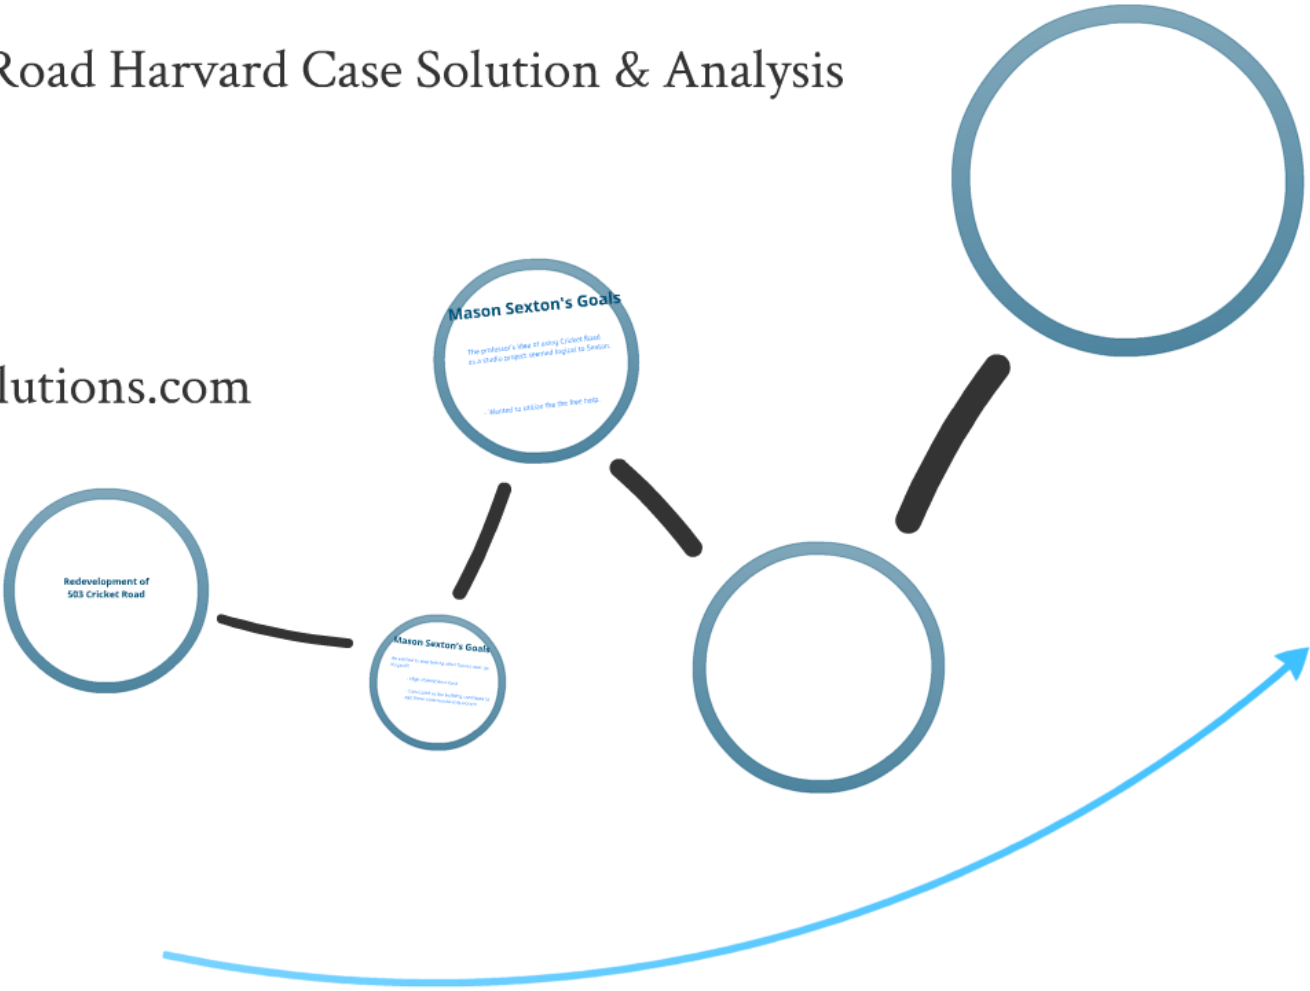 Road Harvard Case Solution & Analysis
lutions.com
Mason Sexton's Goals
The professor's idea of using Cricket Road
as a studio project seemed logical to Sexton.
- Wanted to utilize the the free help.
Redevelopment of
503 Cricket Road
Mason Sexton's Goals